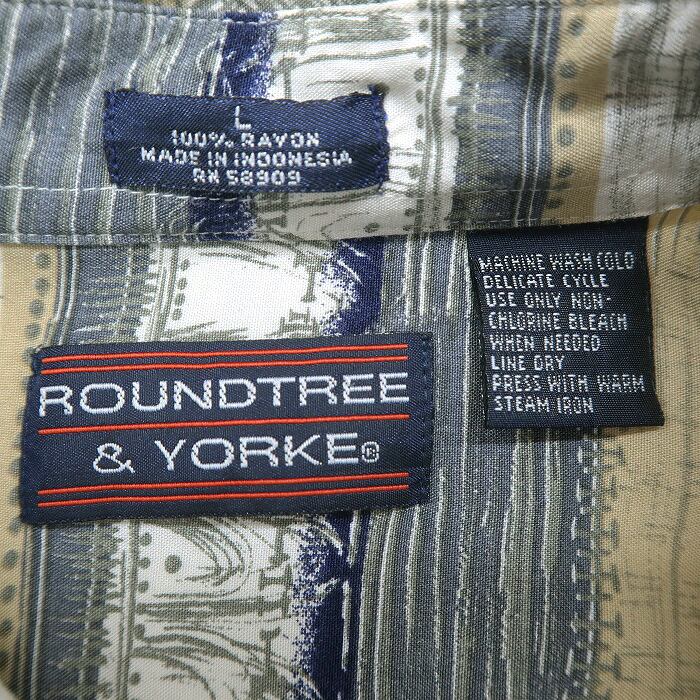 L
100% RAYON
MADE IN INDONESIA
RN 58909
MACHINE WASH COLD
DELICATE CYCLE
USE ONLY NON-
CHLORINE BLEACH
WHEN NEEDED
LINE DRY
PRESS WITH WARM
STEAM IRON
ROUNDTREE
& YORKE®